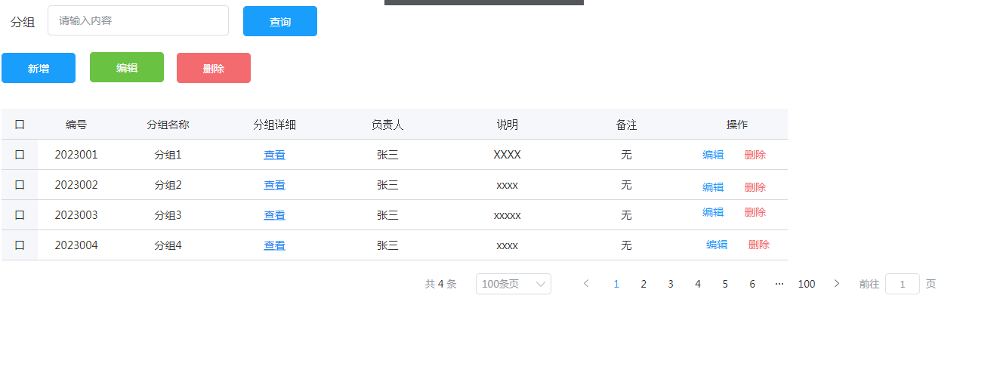 分组 请输入内容 查询
新增 编辑 删除
口 编号 分组名称 分组详细 负责人 说明 备注 操作
口 2023001 分组1 查看 张三 XXXX 无 编辑 删除
口 2023002 分组2 查看 张三 xxxx 无 编辑 删除
口 2023003 分组3 查看 张三 xxxxx 无 编辑 删除
口 2023004 分组4 查看 张三 xxxx 无 编辑 删除
共 4 条 100条页 1 2 3 4 5 6 ··· 100 前往 1 页